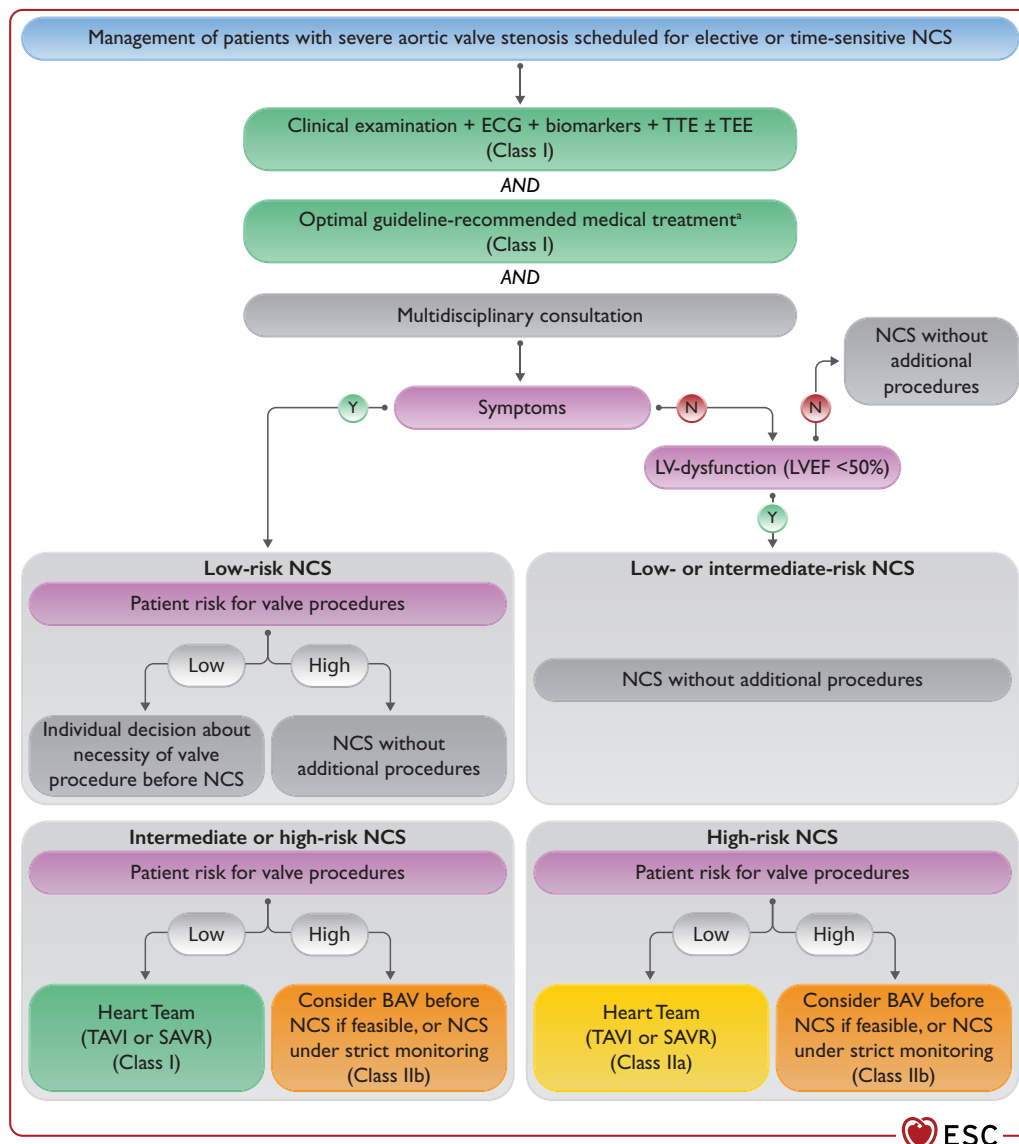 Management of patients with severe aortic valve stenosis scheduled for elective or time-sensitive NCS
Clinical examination + ECG + biomarkers + TTE ± TEE
(Class I)
AND
Optimal guideline-recommended medical treatmentª
(Class I)
AND
Multidisciplinary consultation
NCS without
additional
procedures
Y
Symptoms
N
N
LV-dysfunction (LVEF <50%)
Y
Low-risk NCS
Patient risk for valve procedures
Low
High
Individual decision about
necessity of valve
procedure before NCS
NCS without
additional procedures
Low- or intermediate-risk NCS
NCS without additional procedures
Intermediate or high-risk NCS
Patient risk for valve procedures
Low
High
Heart Team
(TAVI or SAVR)
(Class I)
Consider BAV before
NCS if feasible, or NCS
under strict monitoring
(Class IIb)
High-risk NCS
Patient risk for valve procedures
Low
High
Heart Team
(TAVI or SAVR)
(Class IIa)
Consider BAV before
NCS if feasible, or NCS
under strict monitoring
(Class IIb)
ESC